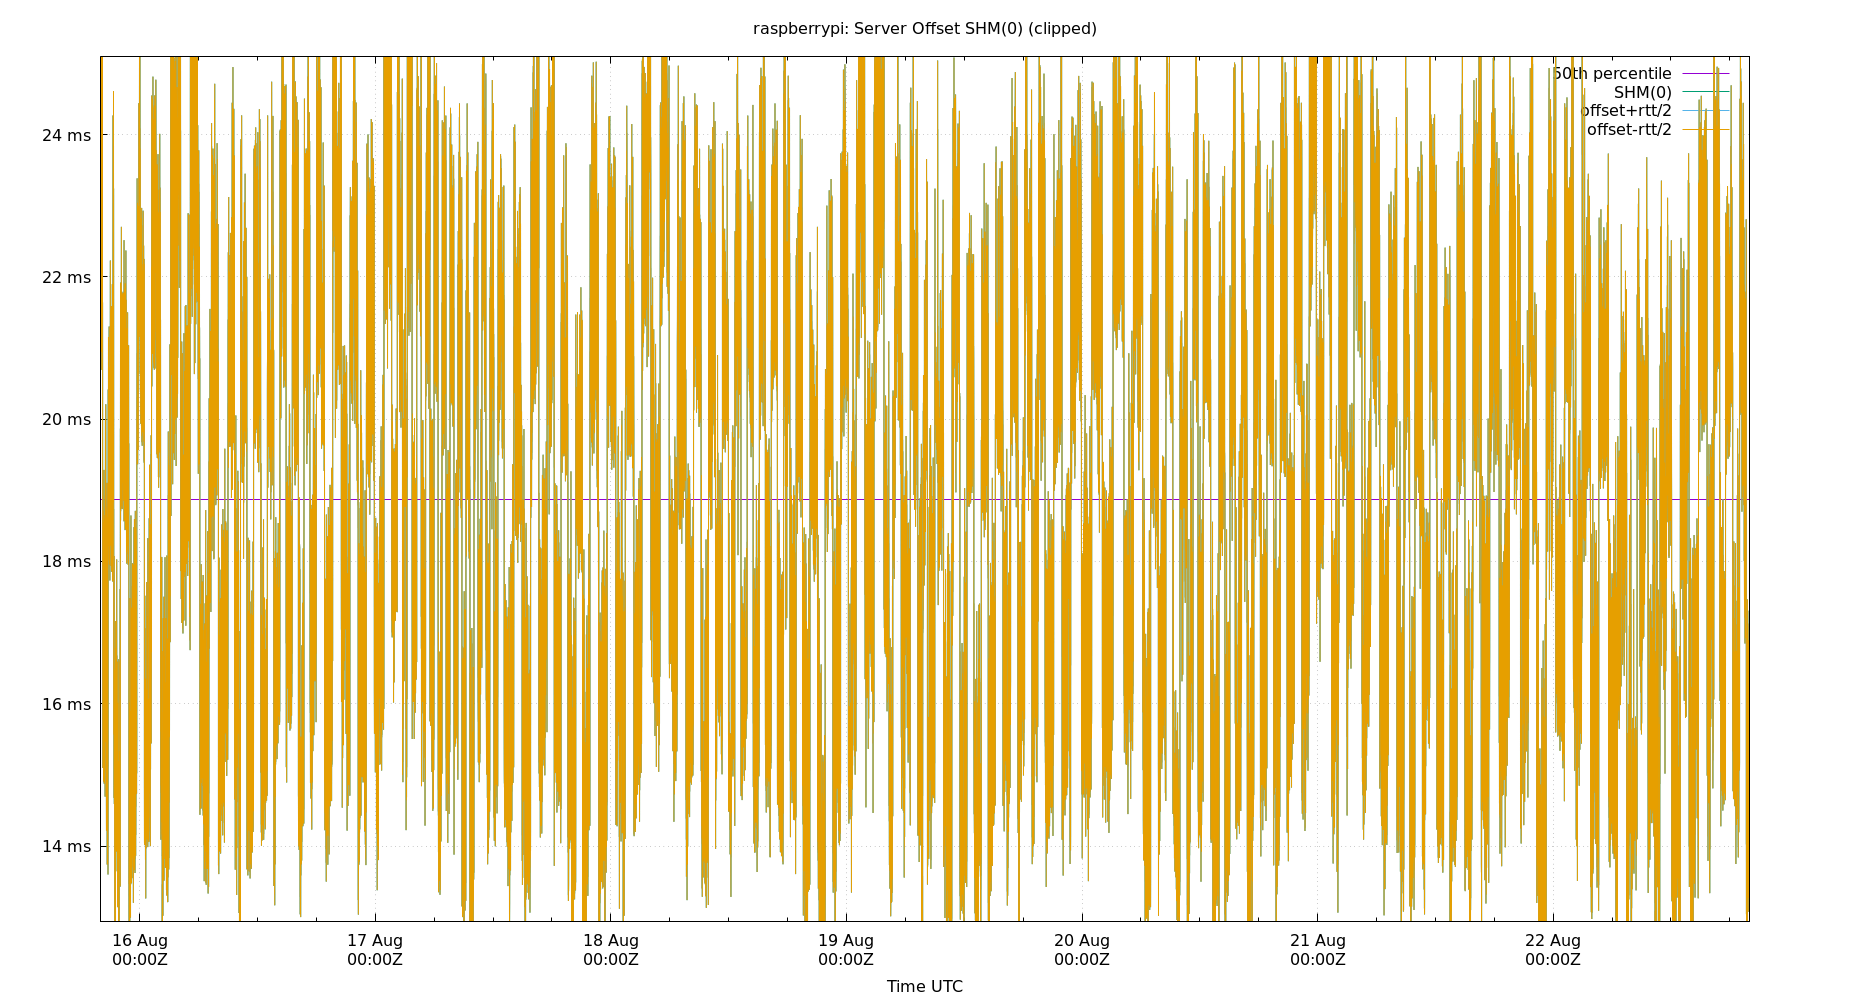 raspberrypi: Server Offset SHM(0) (clipped)
50th percentile
SHM(0)
offset+rtt/2
offset-rtt/2
24 ms
22 ms
20 ms
18 ms
16 ms
14 ms
16 Aug 17 Aug 18 Aug 19 Aug 20 Aug 21 Aug 22 Aug
00:00Z 00:00Z 00:00Z 00:00Z 00:00Z 00:00Z 00:00Z
Time UTC